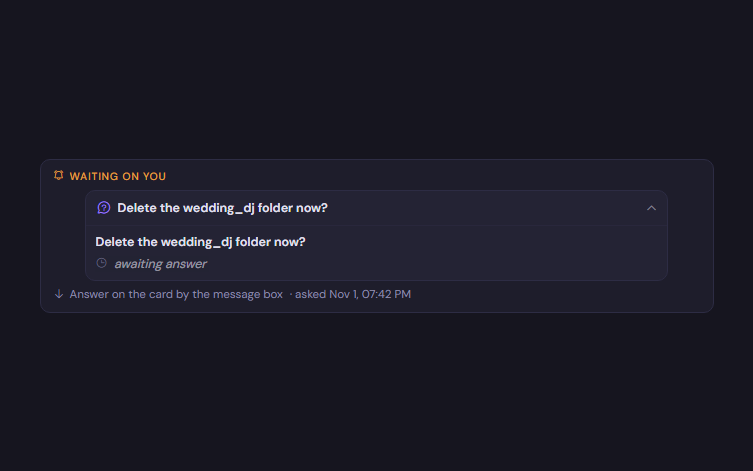 WAITING ON YOU
Delete the wedding_dj folder now?
Delete the wedding_dj folder now?
awaiting answer
Answer on the card by the message box · asked Nov 1, 07:42 PM